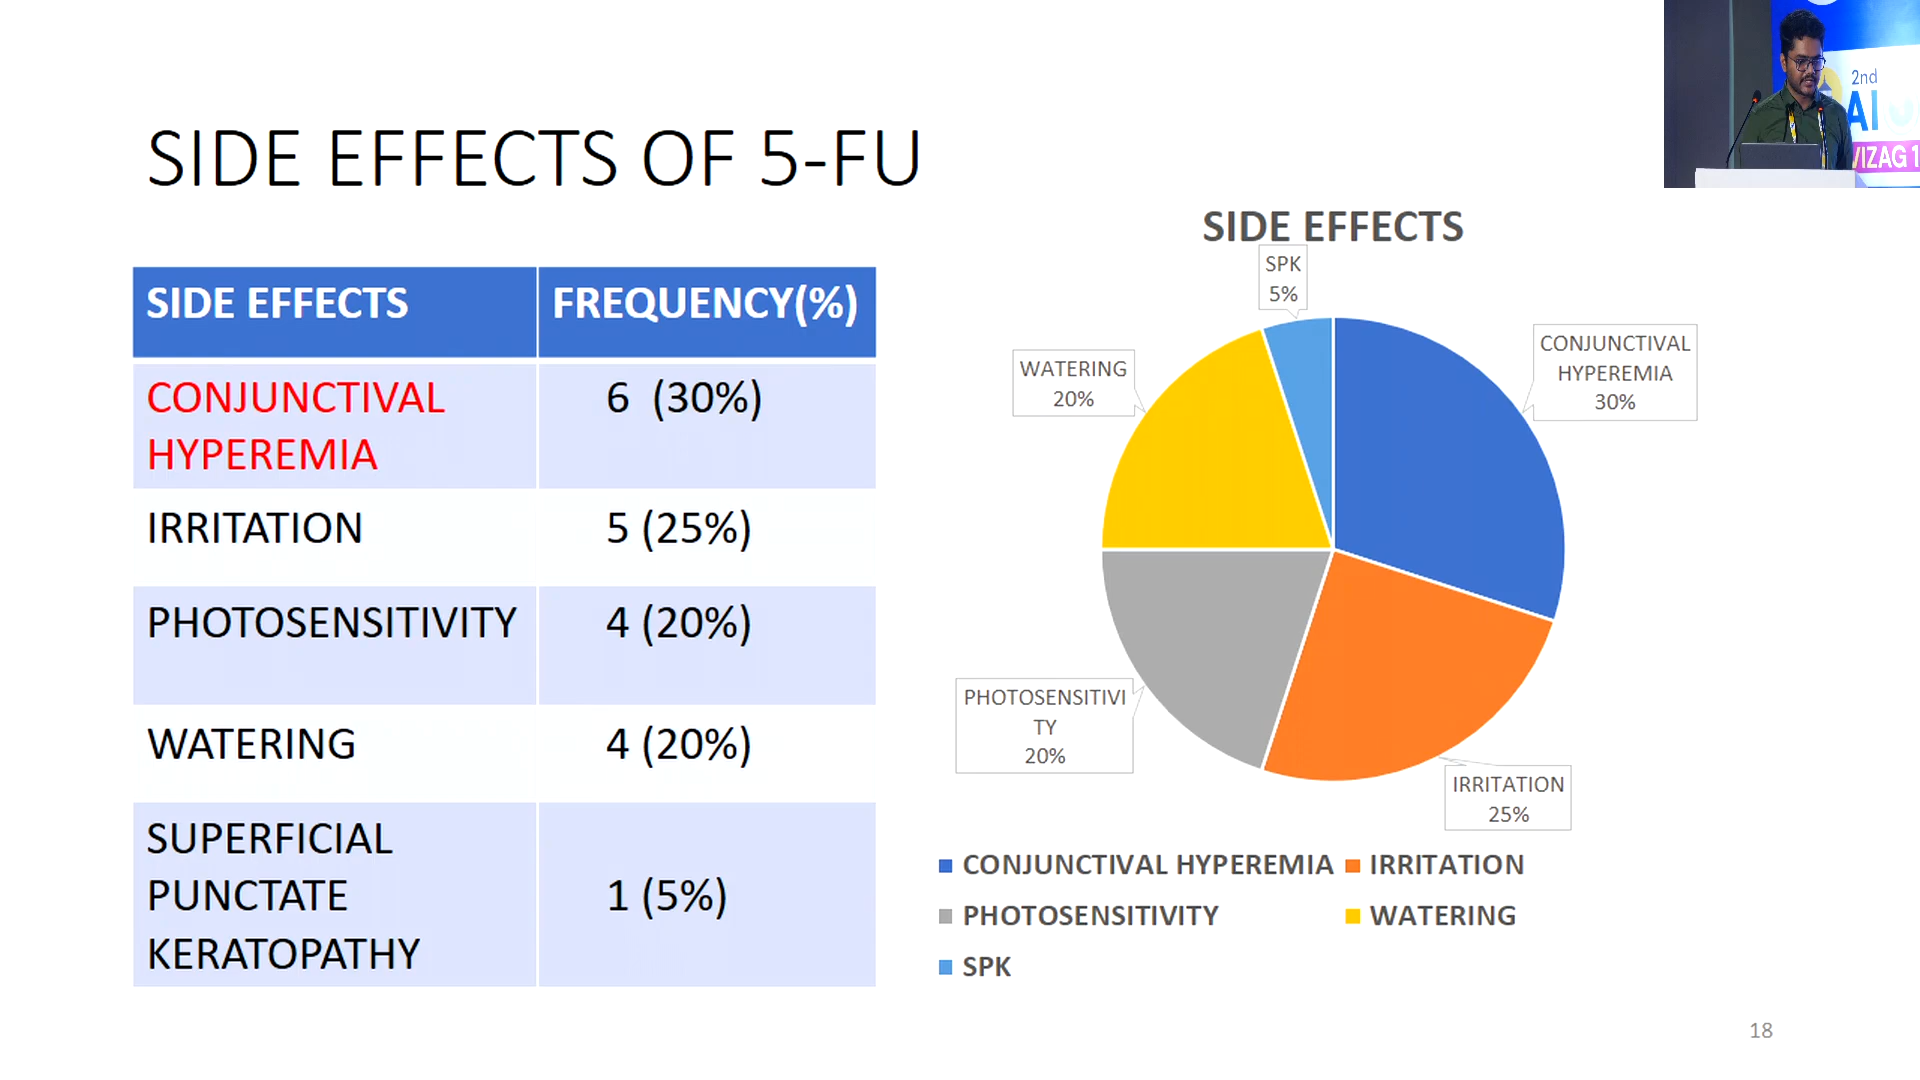 SIDE EFFECTS OF 5-FU
SIDE EFFECTS FREQUENCY(%)
CONJUNCTIVAL
HYPEREMIA
6 (30%)
IRRITATION 5 (25%)
PHOTOSENSITIVITY 4 (20%)
WATERING 4 (20%)
SUPERFICIAL
PUNCTATE
KERATOPATHY
1 (5%)
SIDE EFFECTS
SPK
5%
CONJUNCTIVAL
HYPEREMIA
30%
WATERING
20%
PHOTOSENSITIVI
TY
20%
IRRITATION
25%
CONJUNCTIVAL HYPEREMIA IRRITATION
PHOTOSENSITIVITY WATERING
SPK
18
2nd
AI
VIZAG 1